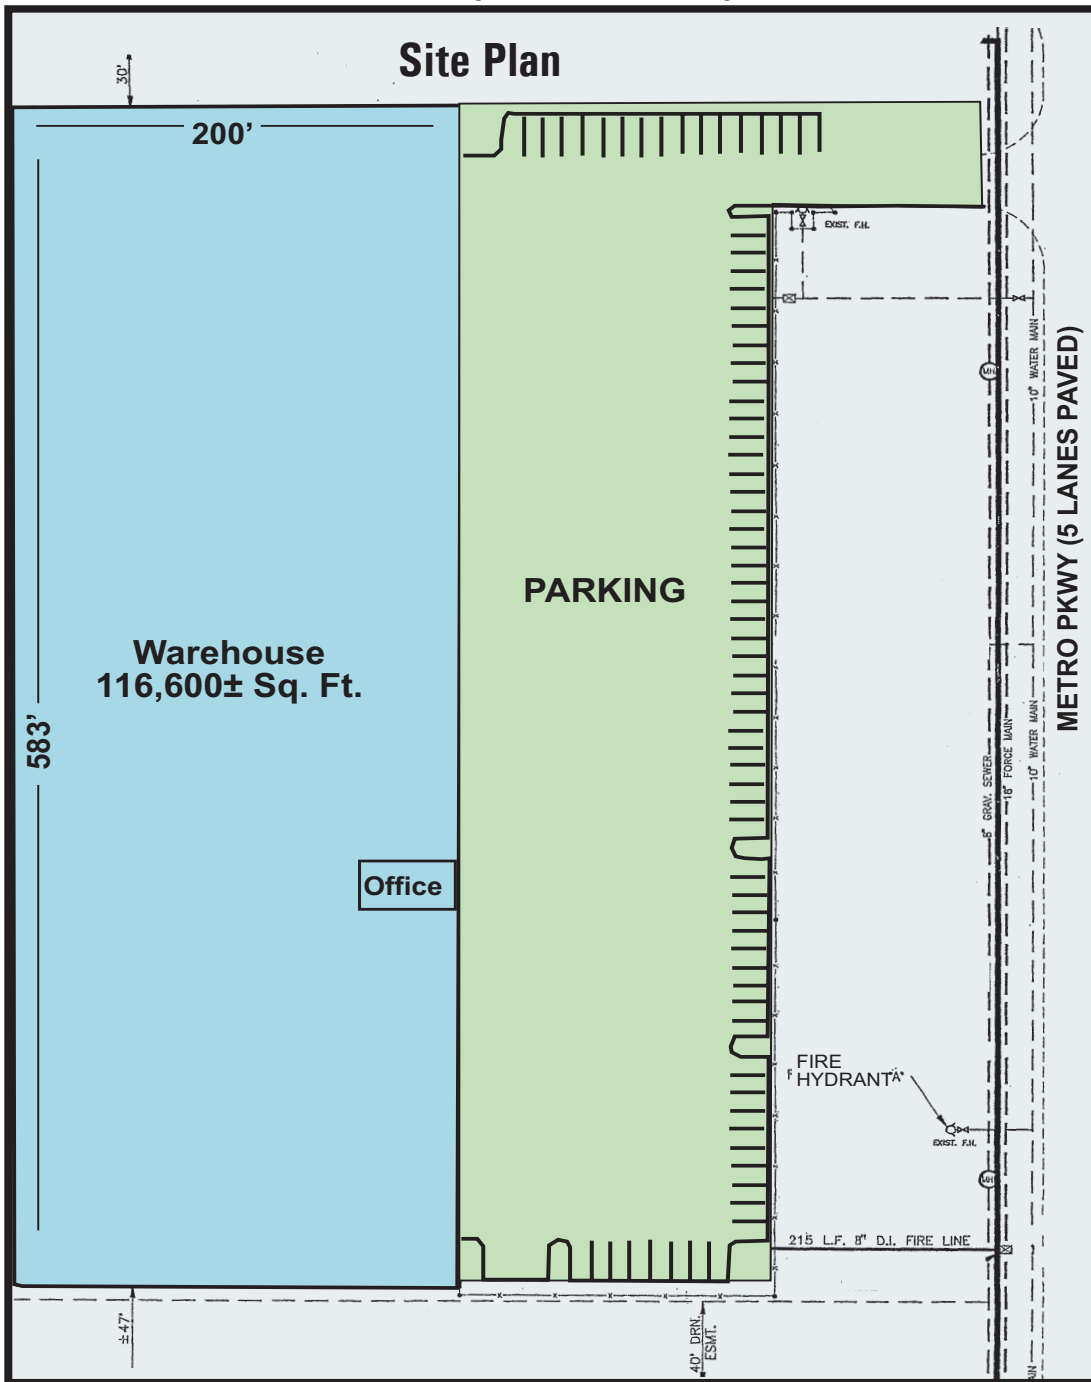 Site Plan
30'
200’
EXIST. F.H.
10" WATER MAIN
MH
METRO PKWY (5 LANES PAVED)
PARKING
Warehouse
116,600± Sq. Ft.
583’
6" GRAV. SEWER
18" FORCE MAIN
10" WATER MAIN
Office
FIRE
HYDRANT"A"
EXIST. F.H.
MH
215 L.F. 8" D.I. FIRE LINE
±47'
40' DRN.
ESMT.